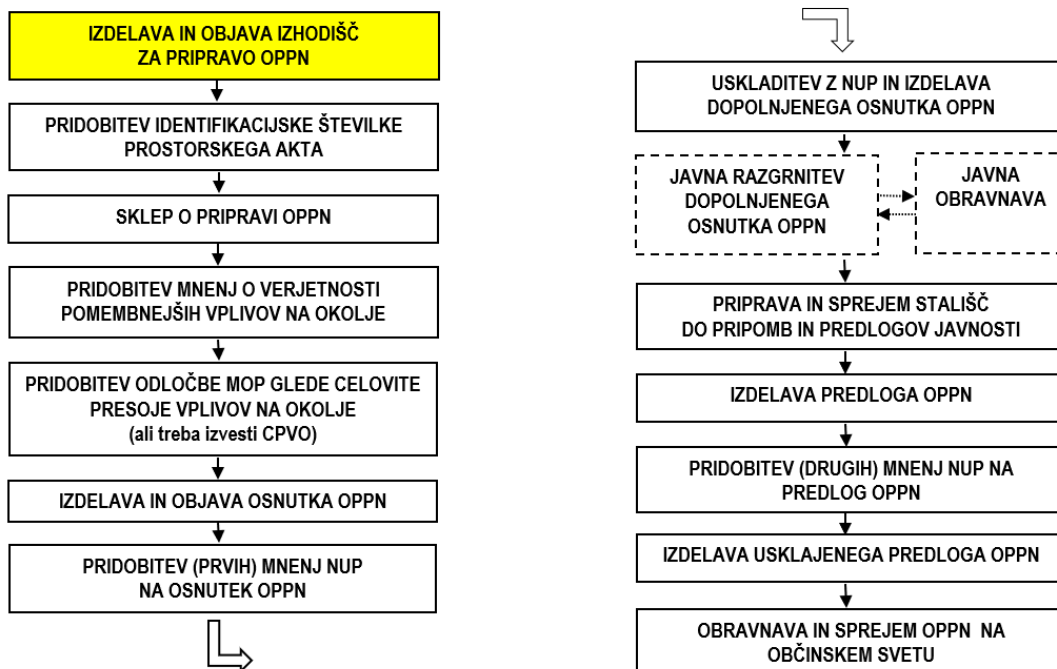 IZDELAVA IN OBJAVA IZHODIŠČ
ZA PRIPRAVO OPPN
PRIDOBITEV IDENTIFIKACIJSKE ŠTEVILKE
PROSTORSKEGA AKTA
SKLEP O PRIPRAVI OPPN
PRIDOBITEV MNENJ O VERJETNOSTI
POMEMBNEJŠIH VPLIVOV NA OKOLJE
PRIDOBITEV ODLOČBE MOP GLEDE CELOVITE
PRESOJE VPLIVOV NA OKOLJE
(ali treba izvesti CPVO)
IZDELAVA IN OBJAVA OSNUTKA OPPN
PRIDOBITEV (PRVIH) MNENJ NUP
NA OSNUTEK OPPN
USKLADITEV Z NUP IN IZDELAVA
DOPOLNJENEGA OSNUTKA OPPN
JAVNA RAZGRNITEV
DOPOLNJENEGA
OSNUTKA OPPN
JAVNA
OBRAVNAVA
PRIPRAVA IN SPREJEM STALIŠČ
DO PRIPOMB IN PREDLOGOV JAVNOSTI
IZDELAVA PREDLOGA OPPN
PRIDOBITEV (DRUGIH) MNENJ NUP NA
PREDLOG OPPN
IZDELAVA USKLAJENEGA PREDLOGA OPPN
OBRAVNAVA IN SPREJEM OPPN NA
OBČINSKEM SVETU